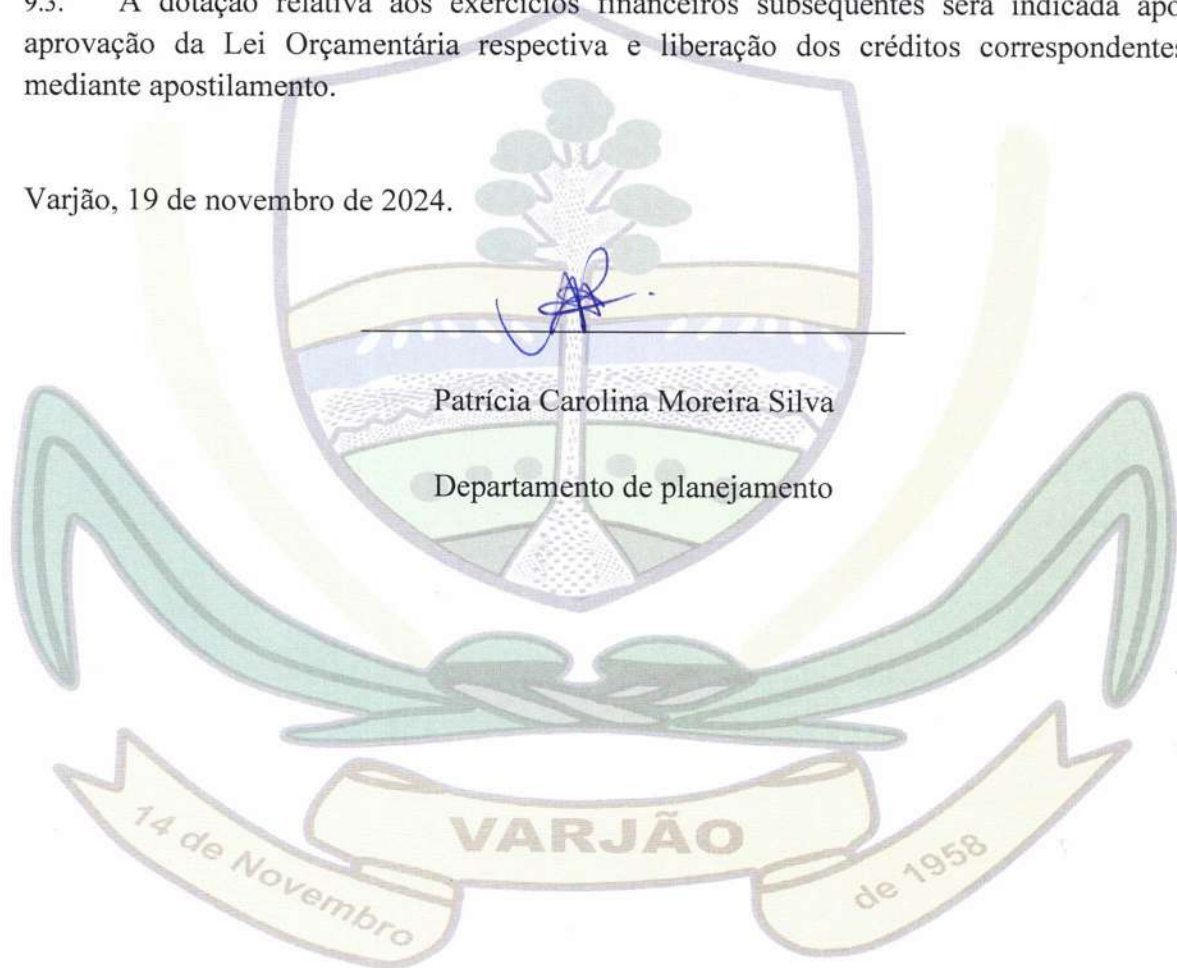 9.3. A dotação relativa aos exercícios financeiros subsequentes será indicada apó
aprovação da Lei Orçamentária respectiva e liberação dos créditos correspondentes
mediante apostilamento.
Varjão, 19 de novembro de 2024.
Patrícia Carolina Moreira Silva
Departamento de planejamento
14 de Novembro
VARJÃO
de 1958